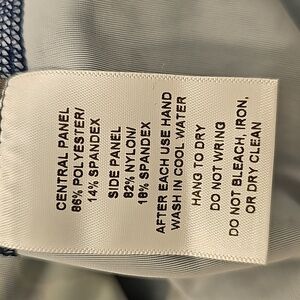 CENTRAL PANEL
86% POLYESTER/
14% SPANDEX
SIDE PANEL
82% NYLON/
18% SPANDEX
AFTER EACH USE HAND
WASH IN COOL WATER
HANG TO DRY
DO NOT WRING
DO NOT BLEACH, IRON,
OR DRY CLEAN